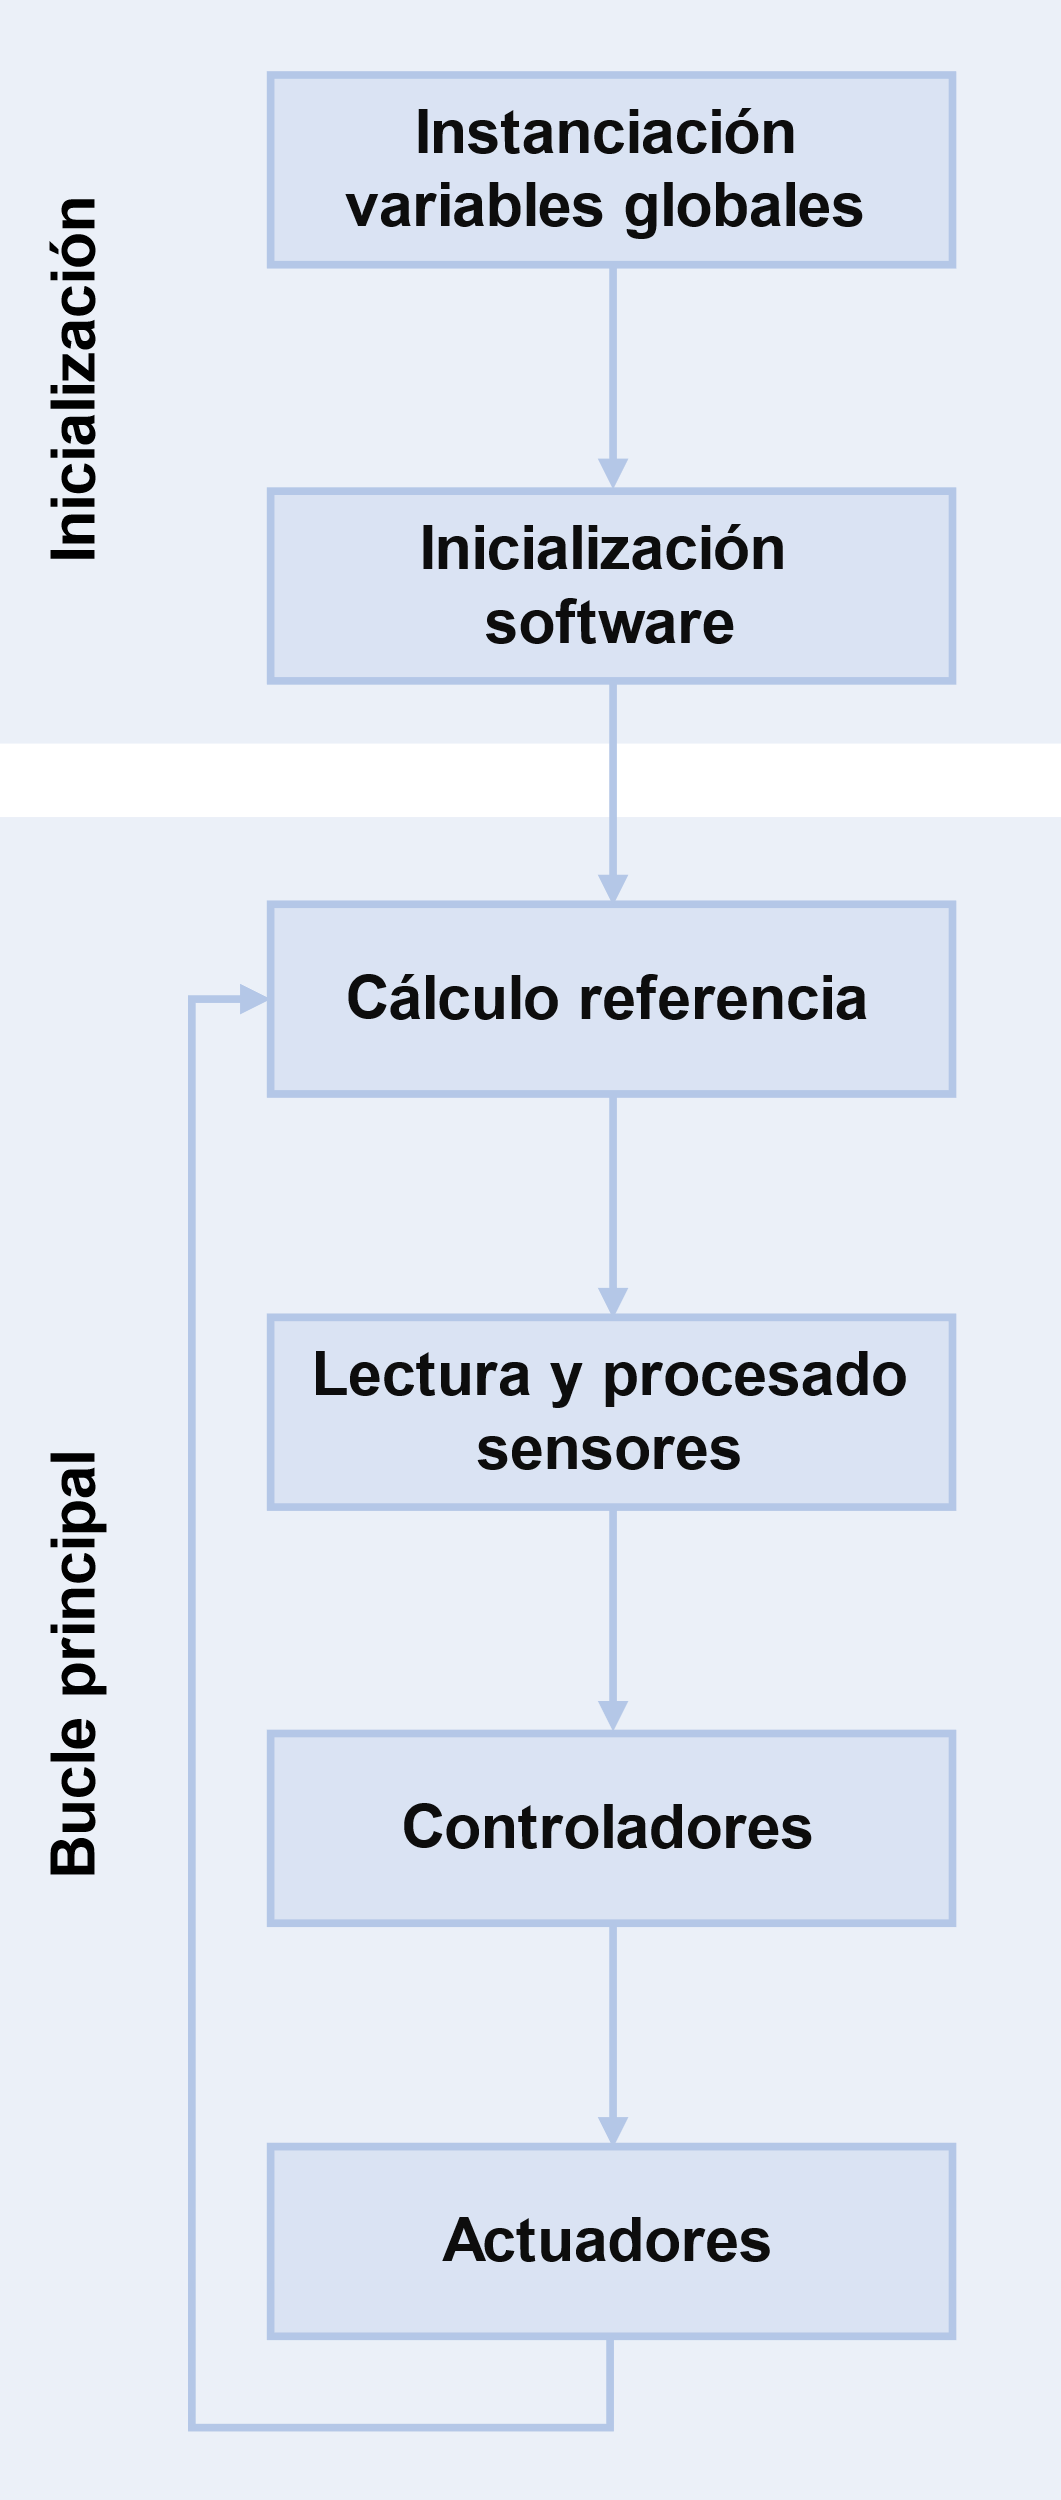 Inicialización
Instanciación
variables globales
Inicialización
software
Bucle principal
Cálculo referencia
Lectura y procesado
sensores
Controladores
Actuadores